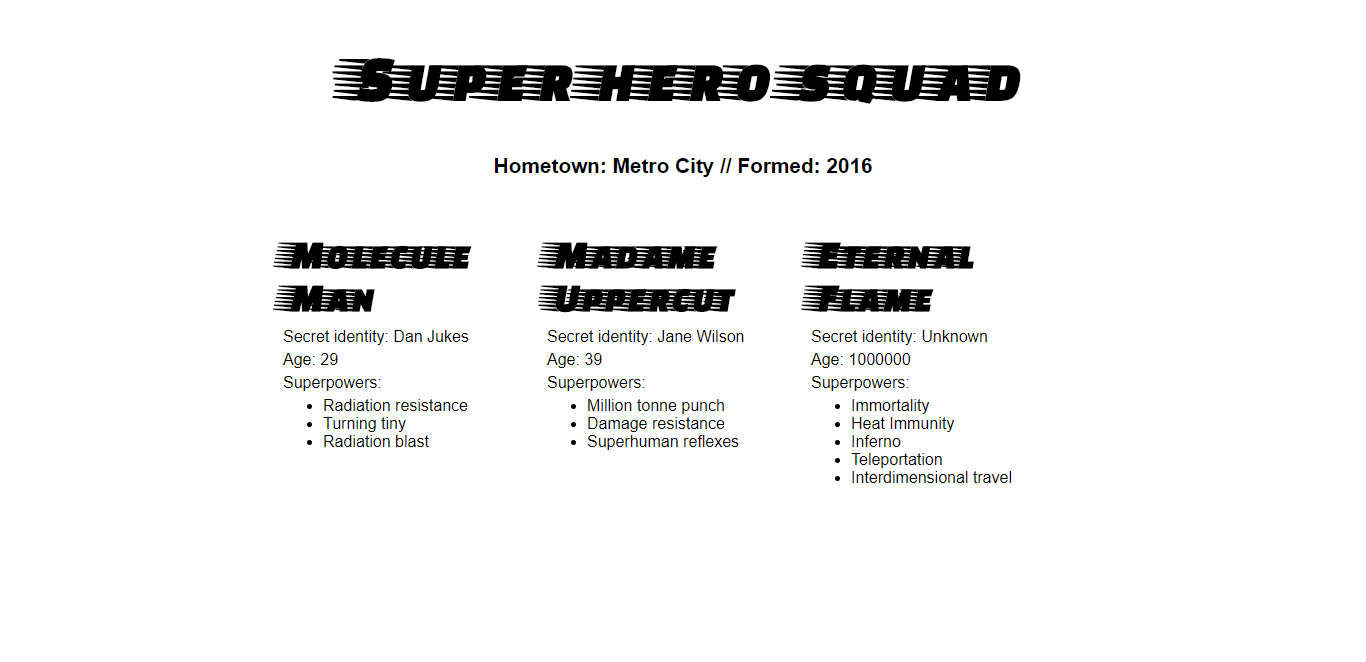 Super hero squad
Hometown: Metro City // Formed: 2016
Molecule
Man
Secret identity: Dan Jukes
Age: 29
Superpowers:
Radiation resistance
Turning tiny
Radiation blast
Madame
Uppercut
Secret identity: Jane Wilson
Age: 39
Superpowers:
Million tonne punch
Damage resistance
Superhuman reflexes
Eternal
Flame
Secret identity: Unknown
Age: 1000000
Superpowers:
Immortality
Heat Immunity
Inferno
Teleportation
Interdimensional travel